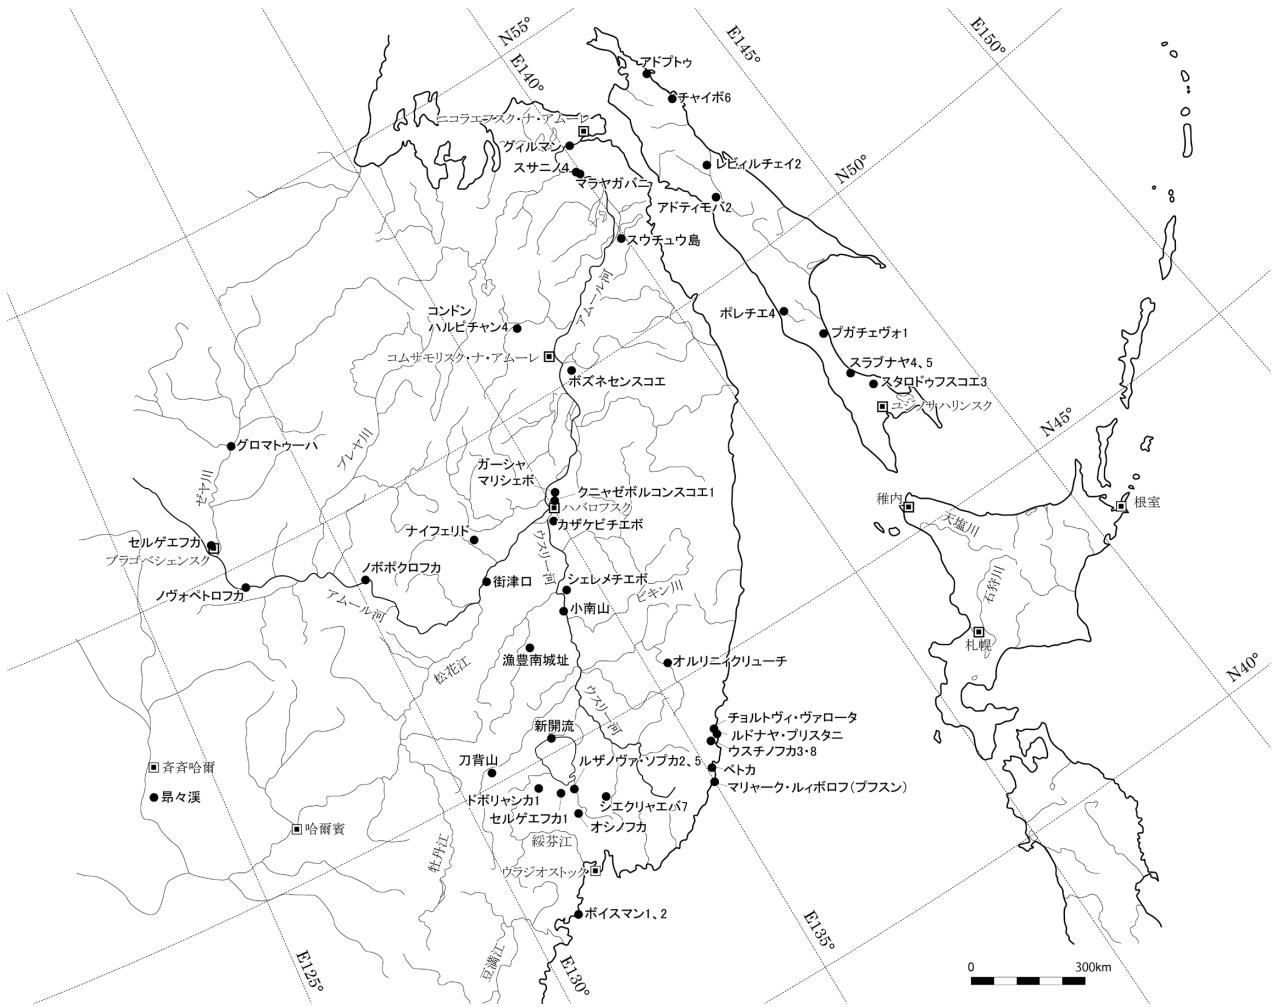 N55°
E140°
E145°
E150°
アドプトゥ
チャイボ6
ニコラエフスク・ナ・アムーレ
グィルマン
スサニノ4
マラヤガバニ
レビィルチェイ2
N50°
アドティモバ2
スウチュウ島
アムール河
コンドン
ハルピチャン4
ポレチエ4
プガチェヴォ1
コムサモリスク・ナ・アムーレ
ボズネセンスコエ
スラブナヤ4、5
スタロドゥフスコエ3
ユジノサハリンスク
N45°
グロマトゥーハ
ブレヤ川
ゼヤ川
ガーシャ
マリシェボ
クニャゼボルコンスコエ1
ハバロフスク
カザケビチエボ
稚内
根室
天塩川
ナイフェリド
ウスリー河
セルゲエフカ
ブラゴベシェンスク
ノボポクロフカ
街津口
シェレメチエボ
ビキン川
石狩川
ノヴォペトロフカ
アムール河
小南山
札幌
漁豊南城址
オルリニィクリューチ
松花江
ウスリー河
N40°
新開流
チョルトヴィ・ヴァロータ
ルドナヤ・プリスタニ
ウスチノフカ3・8
刀背山
ルザノヴァ・ソプカ2、5
ベトカ
斉斉哈爾
マリャーク・ルィボロフ(プフスン)
昴々渓
ドボリャンカ1
シエクリャエバ7
セルゲエフカ1
オシノフカ
哈爾賓
綏芬江
牡丹江
ウラジオストック
ボイスマン1、2
E135°
豆満江
E125°
E130°
0
300km